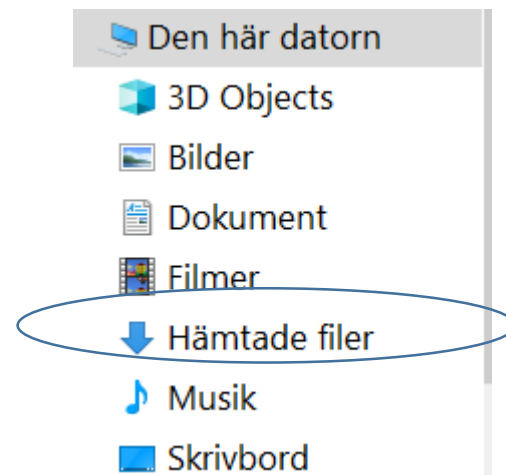 Den här datorn
3D Objects
Bilder
Dokument
Filmer
Hämtade filer
Musik
Skrivbord